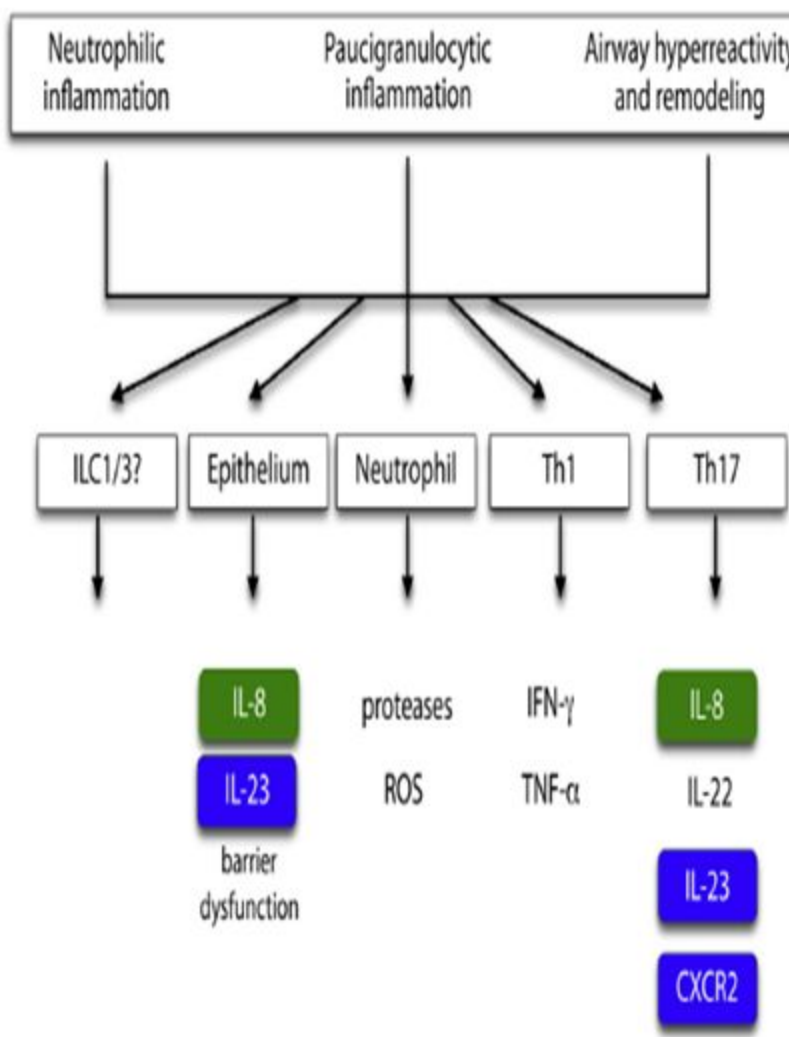 Neutrophilic
inflammation
Paucigranulocytic
inflammation
Airway hyperreactivity
and remodeling
ILC1/3?
Epithelium
Neutrophil
Th1
Th17
IL-8
proteases
IFN-γ
IL-8
IL-23
ROS
TNF-α
IL-22
barrier
dysfunction
IL-23
CXCR2